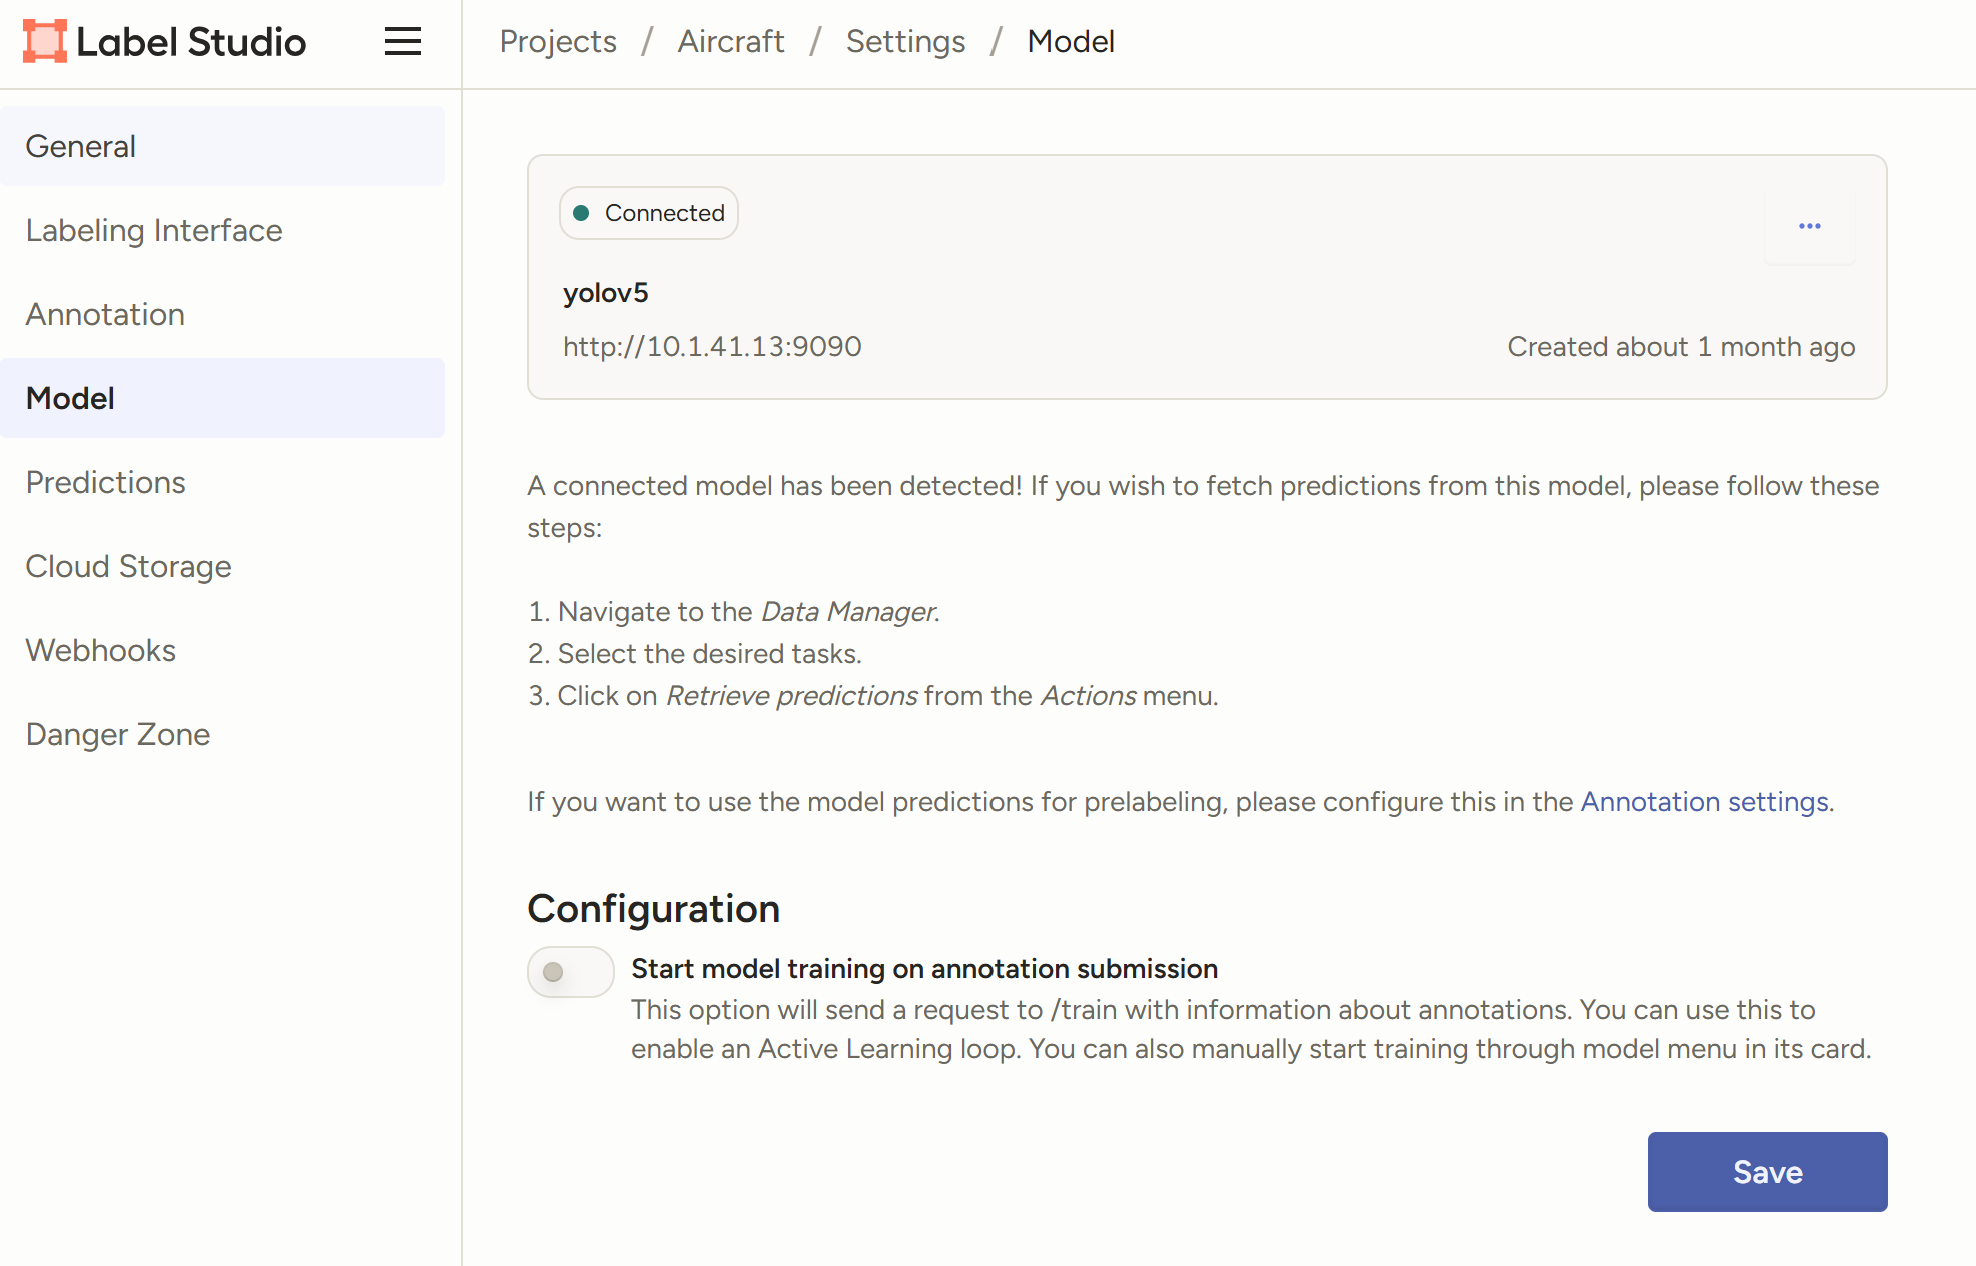 Label Studio
Projects / Aircraft / Settings / Model
General
Labeling Interface
Annotation
Model
Predictions
Cloud Storage
Webhooks
Danger Zone
Connected
yolov5
http://10.1.41.13:9090
Created about 1 month ago
A connected model has been detected! If you wish to fetch predictions from this model, please follow these
steps:
1. Navigate to the Data Manager.
2. Select the desired tasks.
3. Click on Retrieve predictions from the Actions menu.
If you want to use the model predictions for prelabeling, please configure this in the Annotation settings.
Configuration
Start model training on annotation submission
This option will send a request to /train with information about annotations. You can use this to
enable an Active Learning loop. You can also manually start training through model menu in its card.
Save